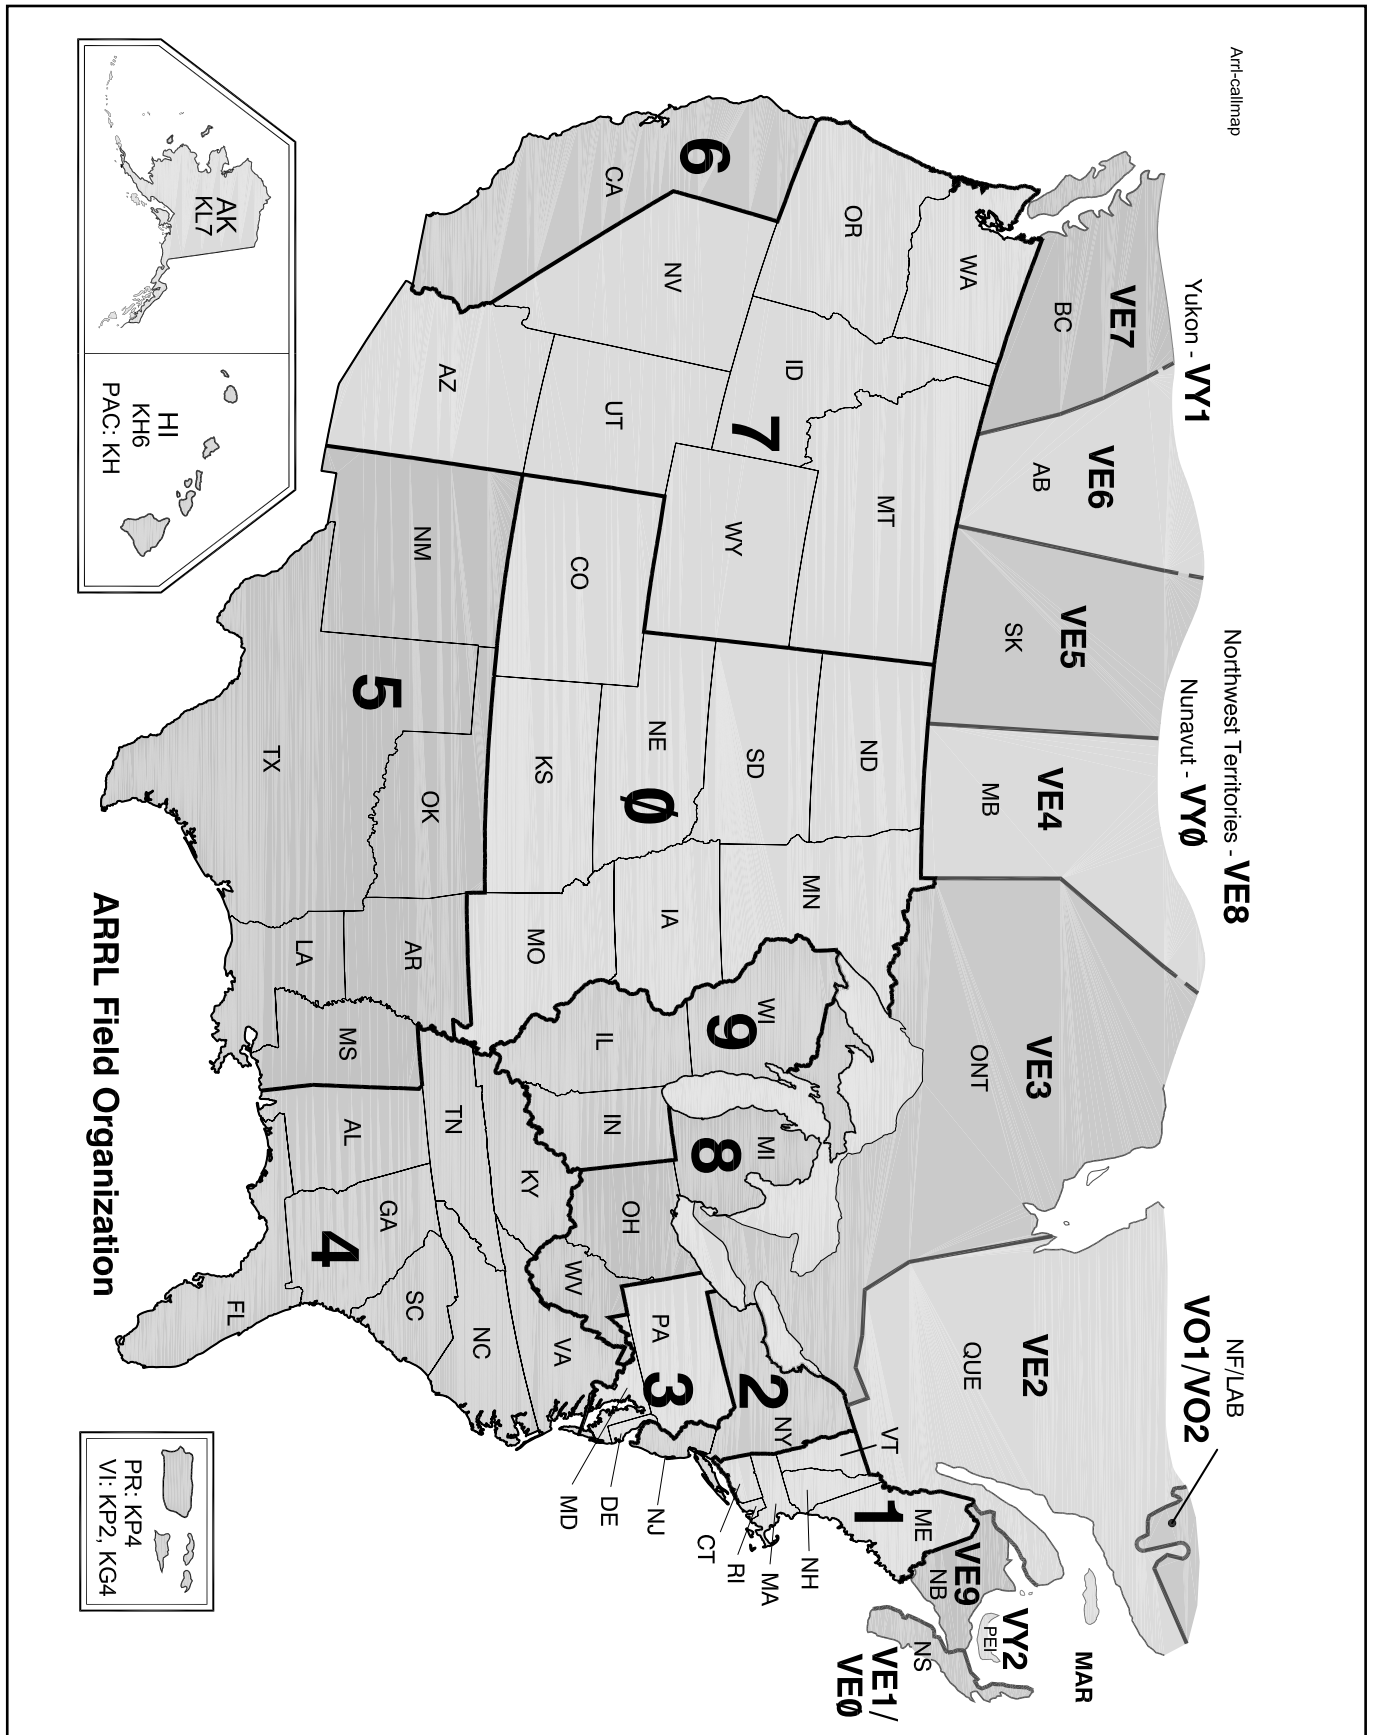 Arrl-callmap
Yukon - VY1
Northwest Territories - VE8
Nunavut - VYØ
NF/LAB
VO1/VO2
VE7
BC
VE6
AB
VE5
SK
VE4
MB
VE3
ONT
VE2
QUE
MAR
VY2
PEI
VE9
NB
NS
VE1/
VEØ
WA
OR
6
CA
NV
ID
7
MT
WY
UT
AZ
CO
NM
5
TX
OK
AR
LA
MS
ND
SD
NE
Ø
KS
MN
IA
MO
WI
9
IL
IN
MI
8
OH
WV
KY
TN
AL
GA
4
SC
NC
VA
FL
PA
3
2
NY
VT
1
ME
NH
MA
RI
CT
NJ
DE
MD
AK
KL7
HI
KH6
PAC: KH
ARRL Field Organization
PR: KP4
VI: KP2, KG4